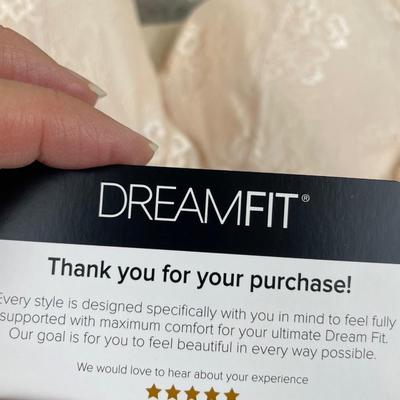 DREAMFIT®
Thank you for your purchase!
Every style is designed specifically with you in mind to feel fully
supported with maximum comfort for your ultimate Dream Fit.
Our goal is for you to feel beautiful in every way possible.
We would love to hear about your experience